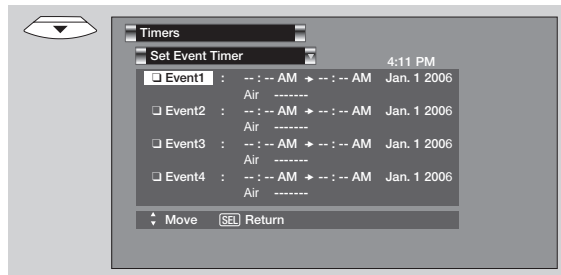 Timers
Set Event Timer
4:11 PM
❑ Event1 : -- : -- AM ➔ -- : -- AM Jan. 1 2006
Air -------
❑ Event2 : -- : -- AM ➔ -- : -- AM Jan. 1 2006
Air -------
❑ Event3 : -- : -- AM ➔ -- : -- AM Jan. 1 2006
Air -------
❑ Event4 : -- : -- AM ➔ -- : -- AM Jan. 1 2006
Air -------
Move SEL Return